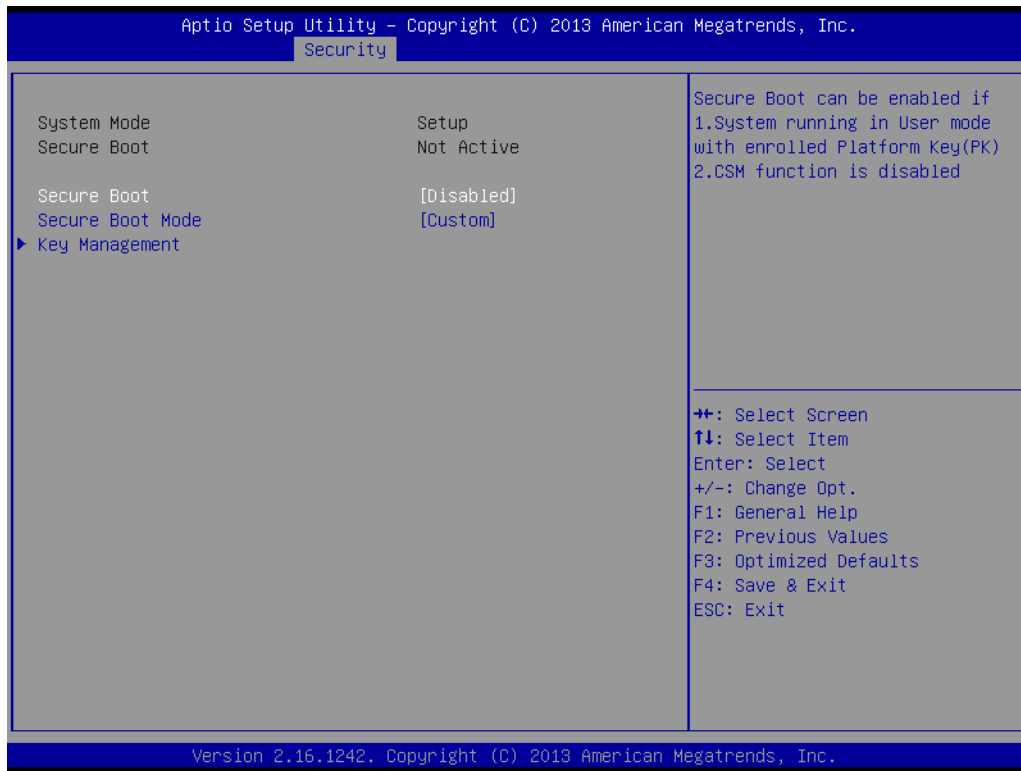 Aptio Setup Utility – Copyright (C) 2013 American Megatrends, Inc.
Security
System Mode Setup
Secure Boot Not Active
Secure Boot [Disabled]
Secure Boot Mode [Custom]
▶ Key Management
Secure Boot can be enabled if
1.System running in User mode
with enrolled Platform Key(PK)
2.CSM function is disabled
→←: Select Screen
↑↓: Select Item
Enter: Select
+/-: Change Opt.
F1: General Help
F2: Previous Values
F3: Optimized Defaults
F4: Save & Exit
ESC: Exit
Version 2.16.1242. Copyright (C) 2013 American Megatrends, Inc.